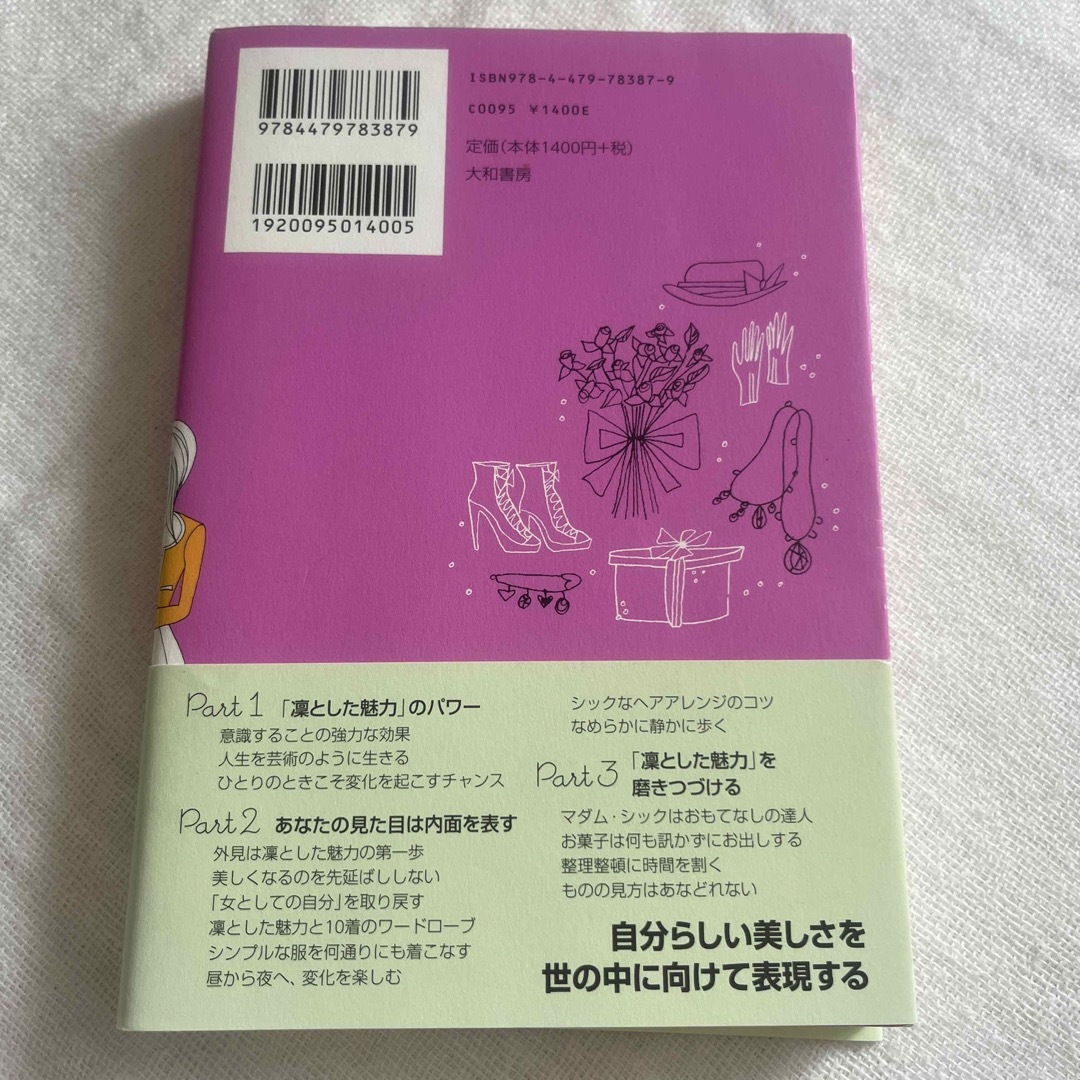 ISBN978-4-479-78387-9
C0095 ¥1400E
定価(本体1400円+税)
大和書房
9784479783879
1920095014005
Part 1 「凜とした魅力」のパワー
意識することの強力な効果
人生を芸術のように生きる
ひとりのときこそ変化を起こすチャンス
Part 2 あなたの見た目は内面を表す
外見は凜とした魅力の第一歩
美しくなるのを先延ばししない
「女としての自分」を取り戻す
凜とした魅力と10着のワードローブ
シンプルな服を何通りにも着こなす
昼から夜へ、変化を楽しむ
シックなヘアアレンジのコツ
なめらかに静かに歩く
Part 3 「凜とした魅力」を
磨きつづける
マダム・シックはおもてなしの達人
お菓子は何も訊かずにお出しする
整理整頓に時間を割く
ものの見方はあなどれない
自分らしい美しさを
世の中に向けて表現する